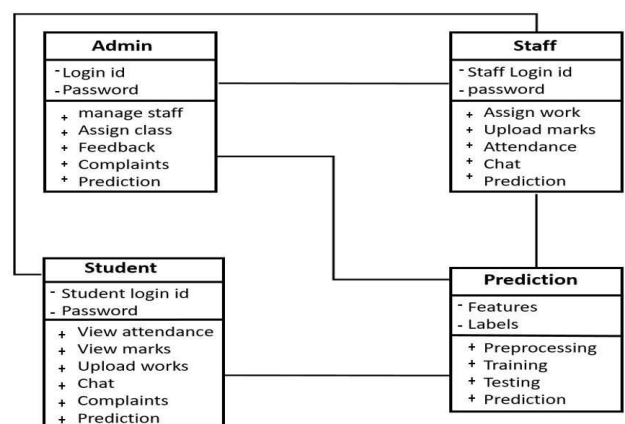 Admin
- Login id
- Password
+ manage staff
+ Assign class
+ Feedback
+ Complaints
+ Prediction
Staff
- Staff Login id
- password
+ Assign work
+ Upload marks
+ Attendance
+ Chat
+ Prediction
Student
- Student login id
- Password
+ View attendance
+ View marks
+ Upload works
+ Chat
+ Complaints
+ Prediction
Prediction
- Features
- Labels
+ Preprocessing
+ Training
+ Testing
+ Prediction